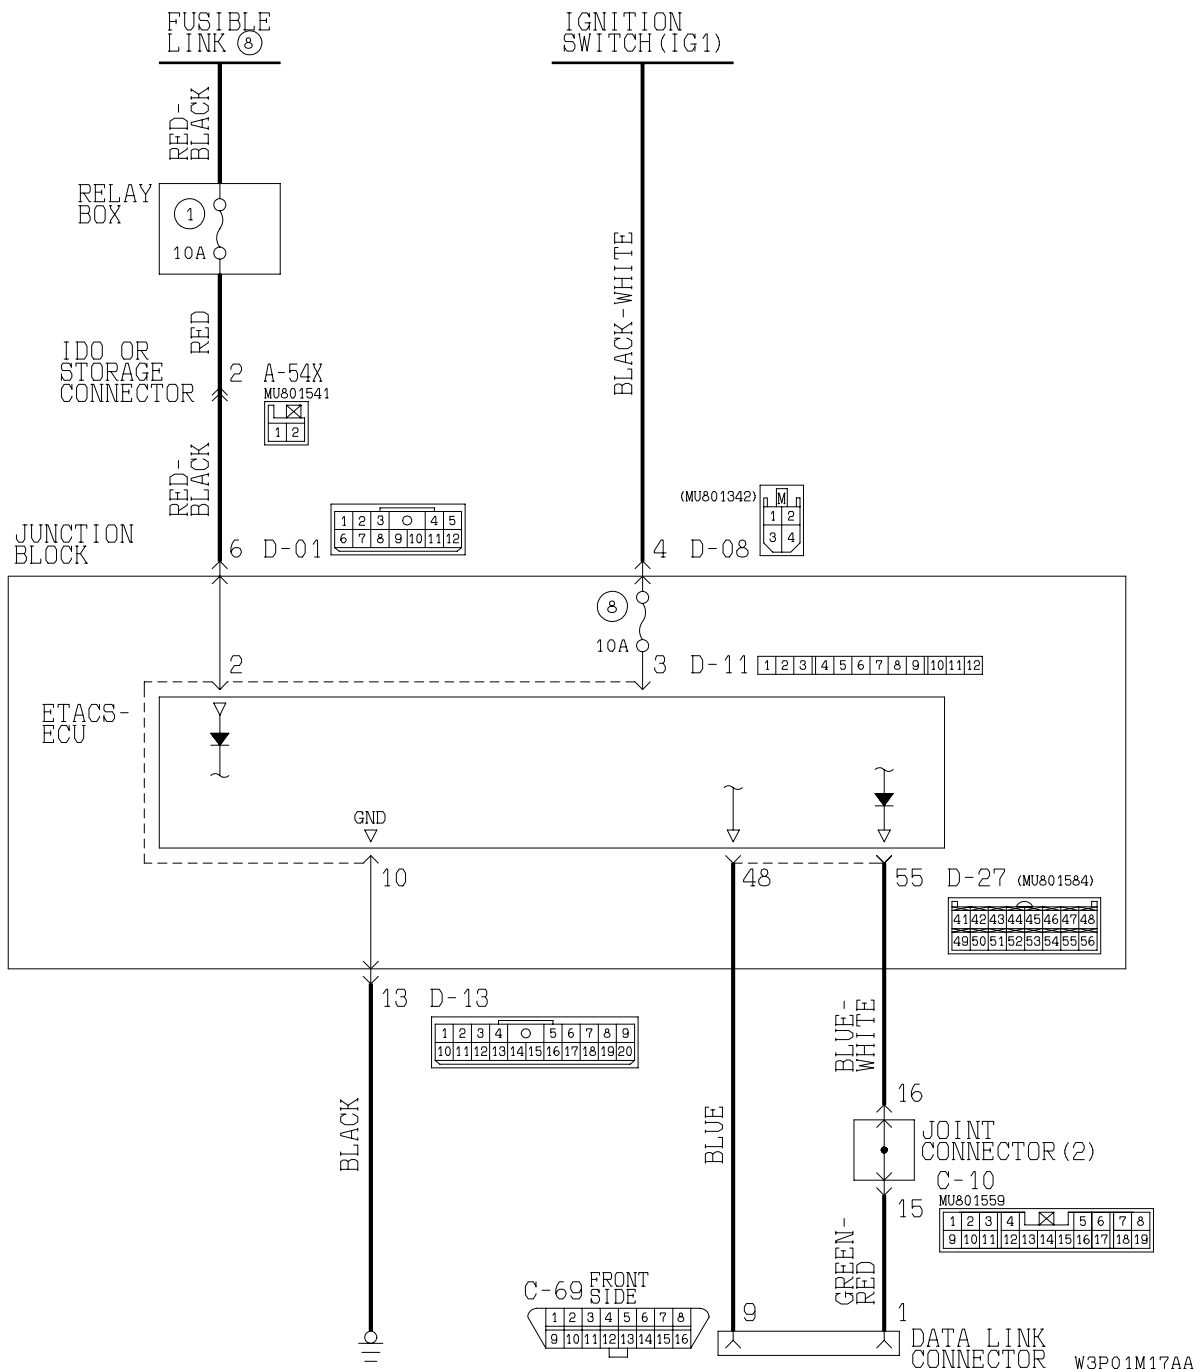 FUSIBLE
LINK ⑧
IGNITION
SWITCH(IG1)
RED-
BLACK
RELAY
BOX
①
10A
BLACK-WHITE
RED
IDO OR
STORAGE
CONNECTOR
2 A-54X
MU801541
1 2
RED-
BLACK
(MU801342)
M
1 2
3 4
1 2 3 4 5
6 7 8 9 10 11 12
JUNCTION
BLOCK
6 D-01
4 D-08
⑧
10A
2
3 D-11
1 2 3 4 5 6 7 8 9 10 11 12
ETACS-
ECU
GND
10
48
55 D-27 (MU801584)
41 42 43 44 45 46 47 48
49 50 51 52 53 54 55 56
13 D-13
1 2 3 4 5 6 7 8 9
10 11 12 13 14 15 16 17 18 19 20
BLUE-
WHITE
BLACK
BLUE
16
JOINT
CONNECTOR(2)
C-10
MU801559
15
1 2 3 4 5 6 7 8
9 10 11 12 13 14 15 16 17 18 19
GREEN-
RED
C-69 FRONT
SIDE
1 2 3 4 5 6 7 8
9 10 11 12 13 14 15 16
9
1
DATA LINK
CONNECTOR
W3P01M17AA